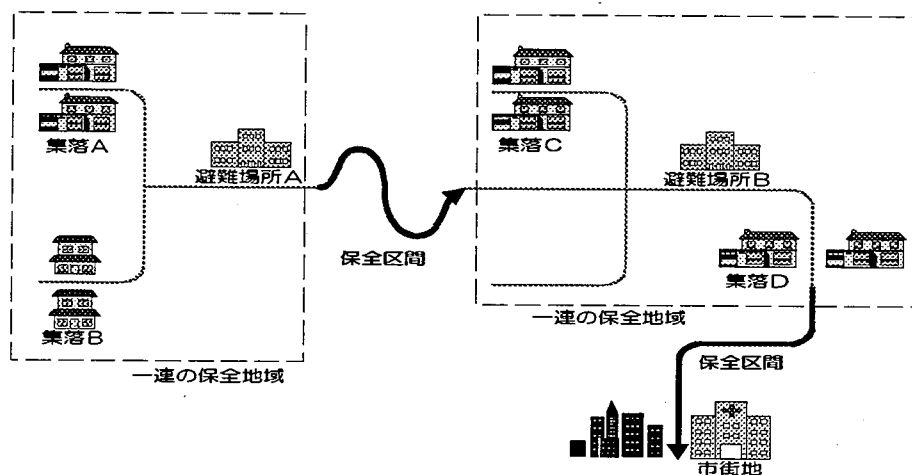 集落A
避難場所A
集落B
一連の保全地域
保全区間
集落C
避難場所B
集落D
一連の保全地域
保全区間
市街地